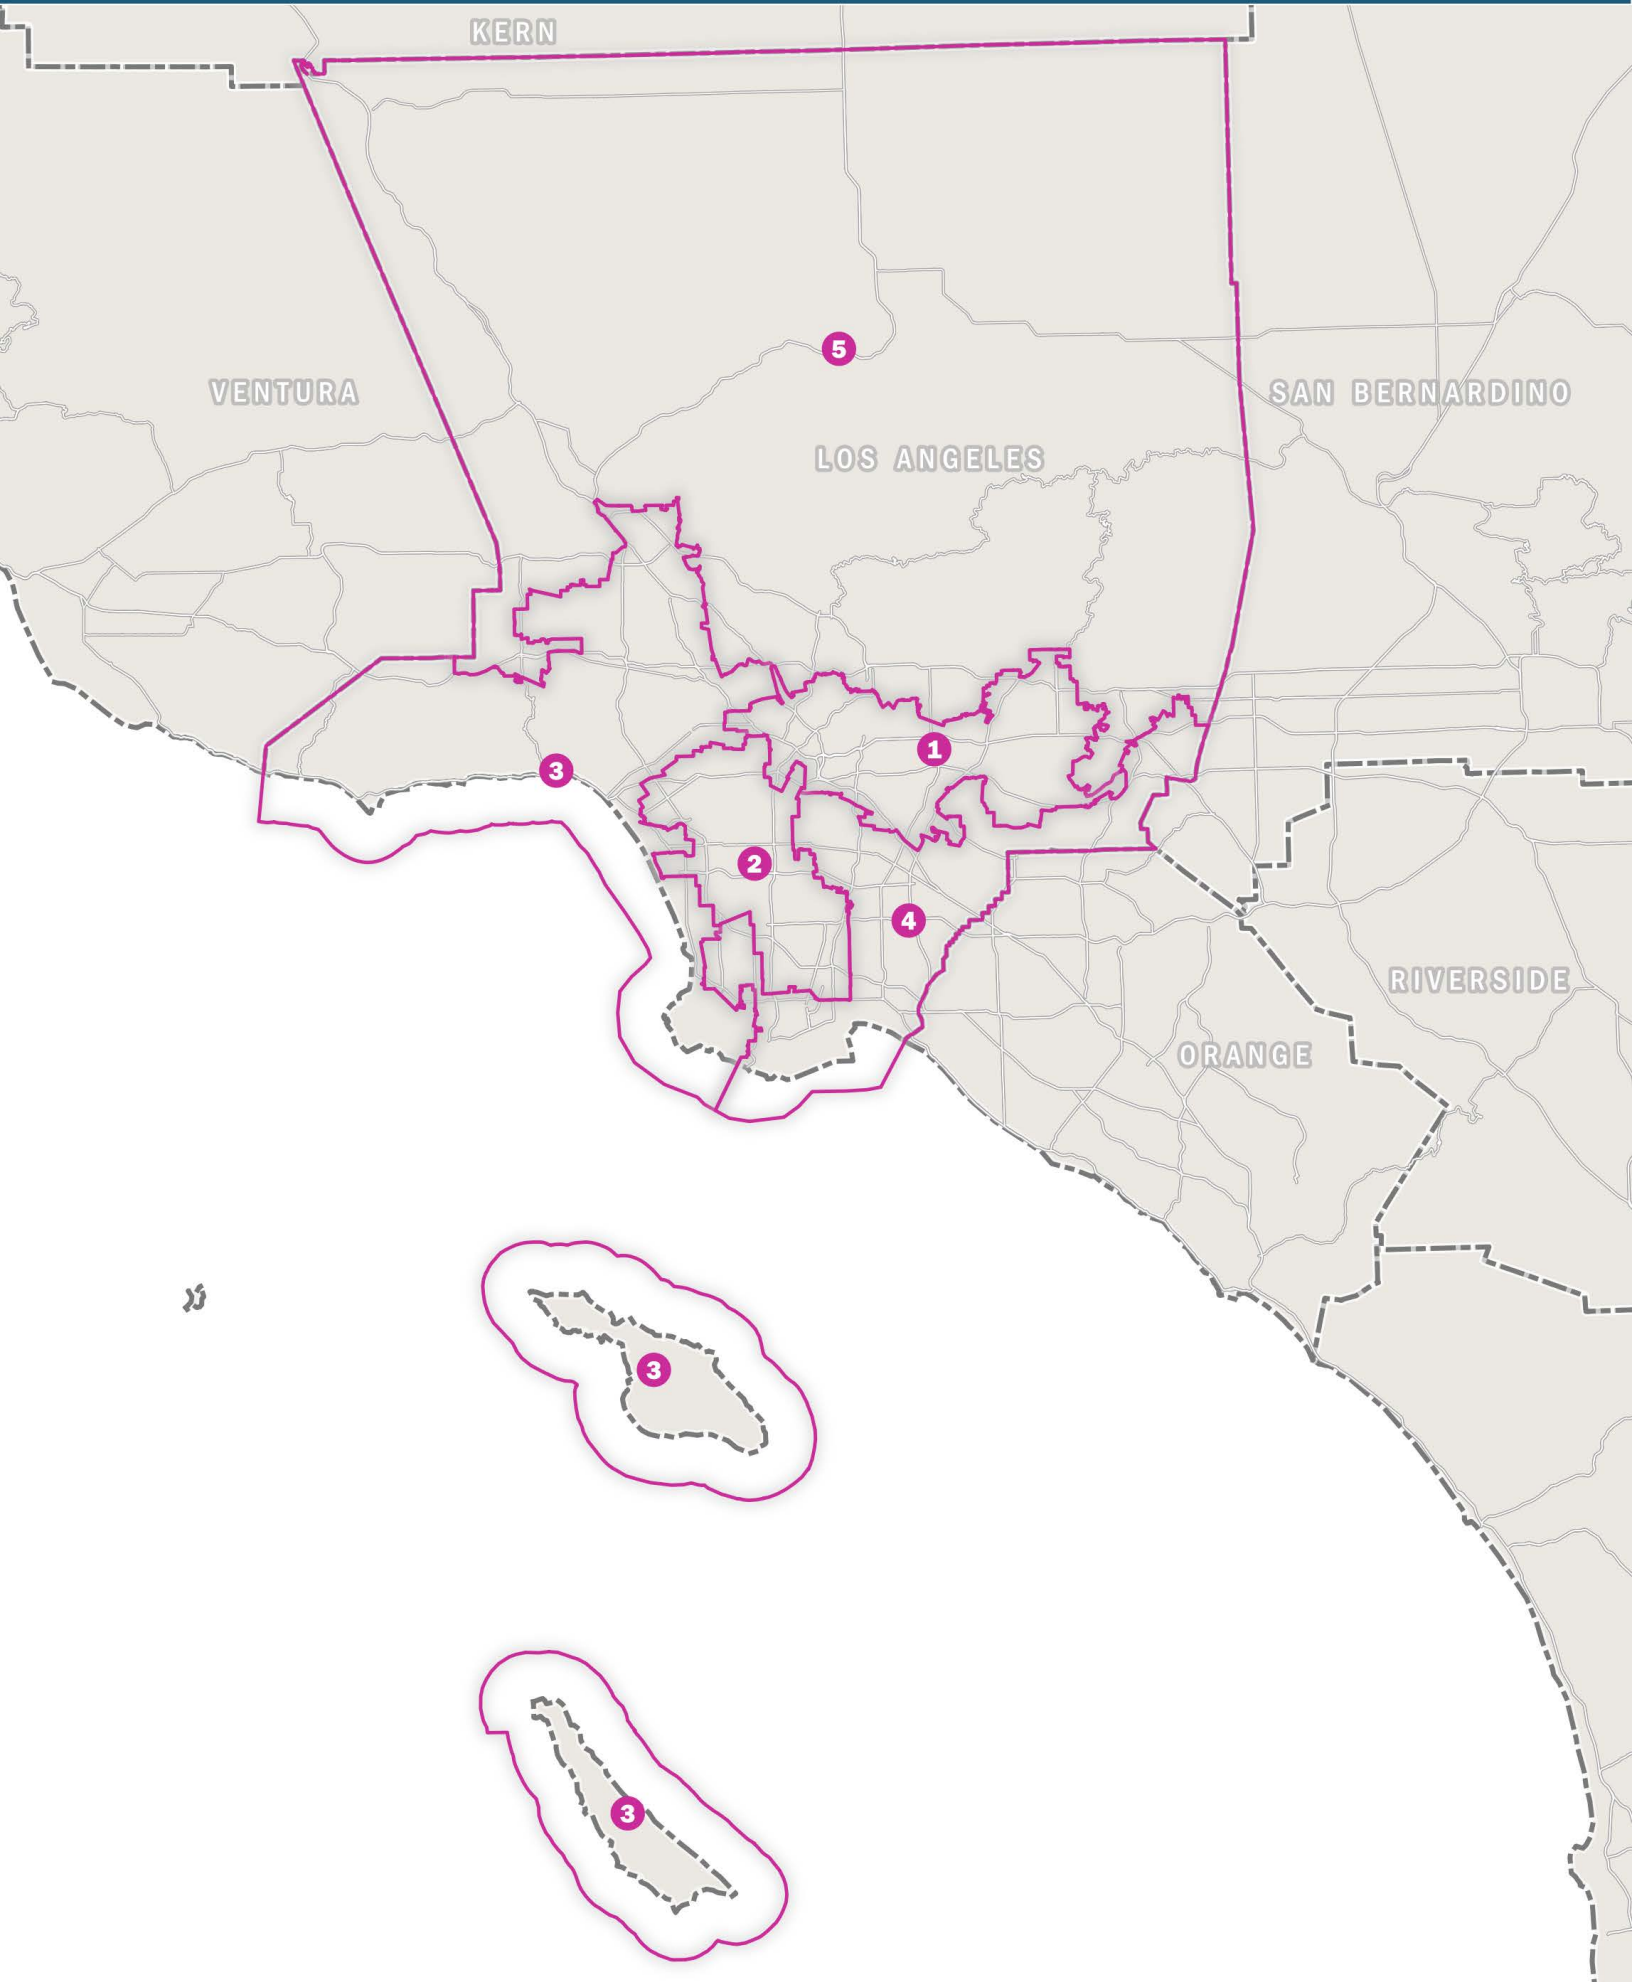 KERN
5
VENTURA
SAN BERNARDINO
LOS ANGELES
1
3
2
4
RIVERSIDE
ORANGE
3
3